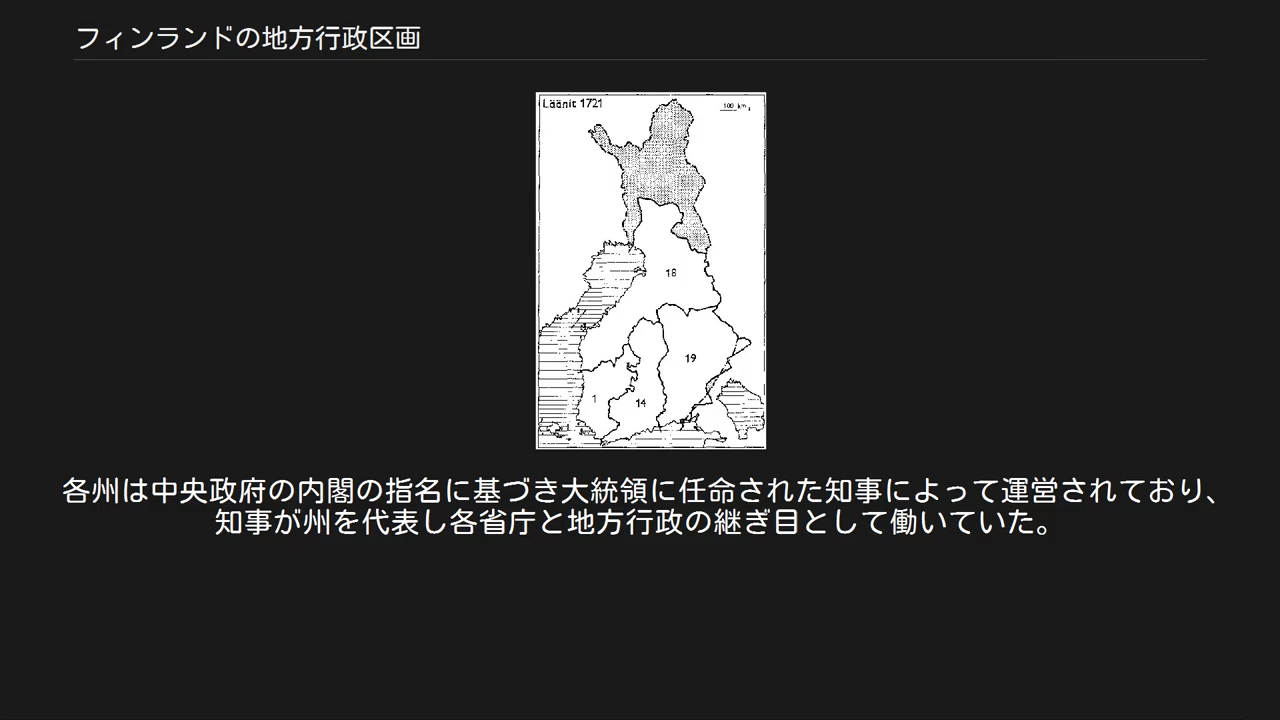 フィンランドの地方行政区画
Läänit 1721
100 km
18
19
1
14
各州は中央政府の内閣の指名に基づき大統領に任命された知事によって運営されており、
知事が州を代表し各省庁と地方行政の継ぎ目として働いていた。